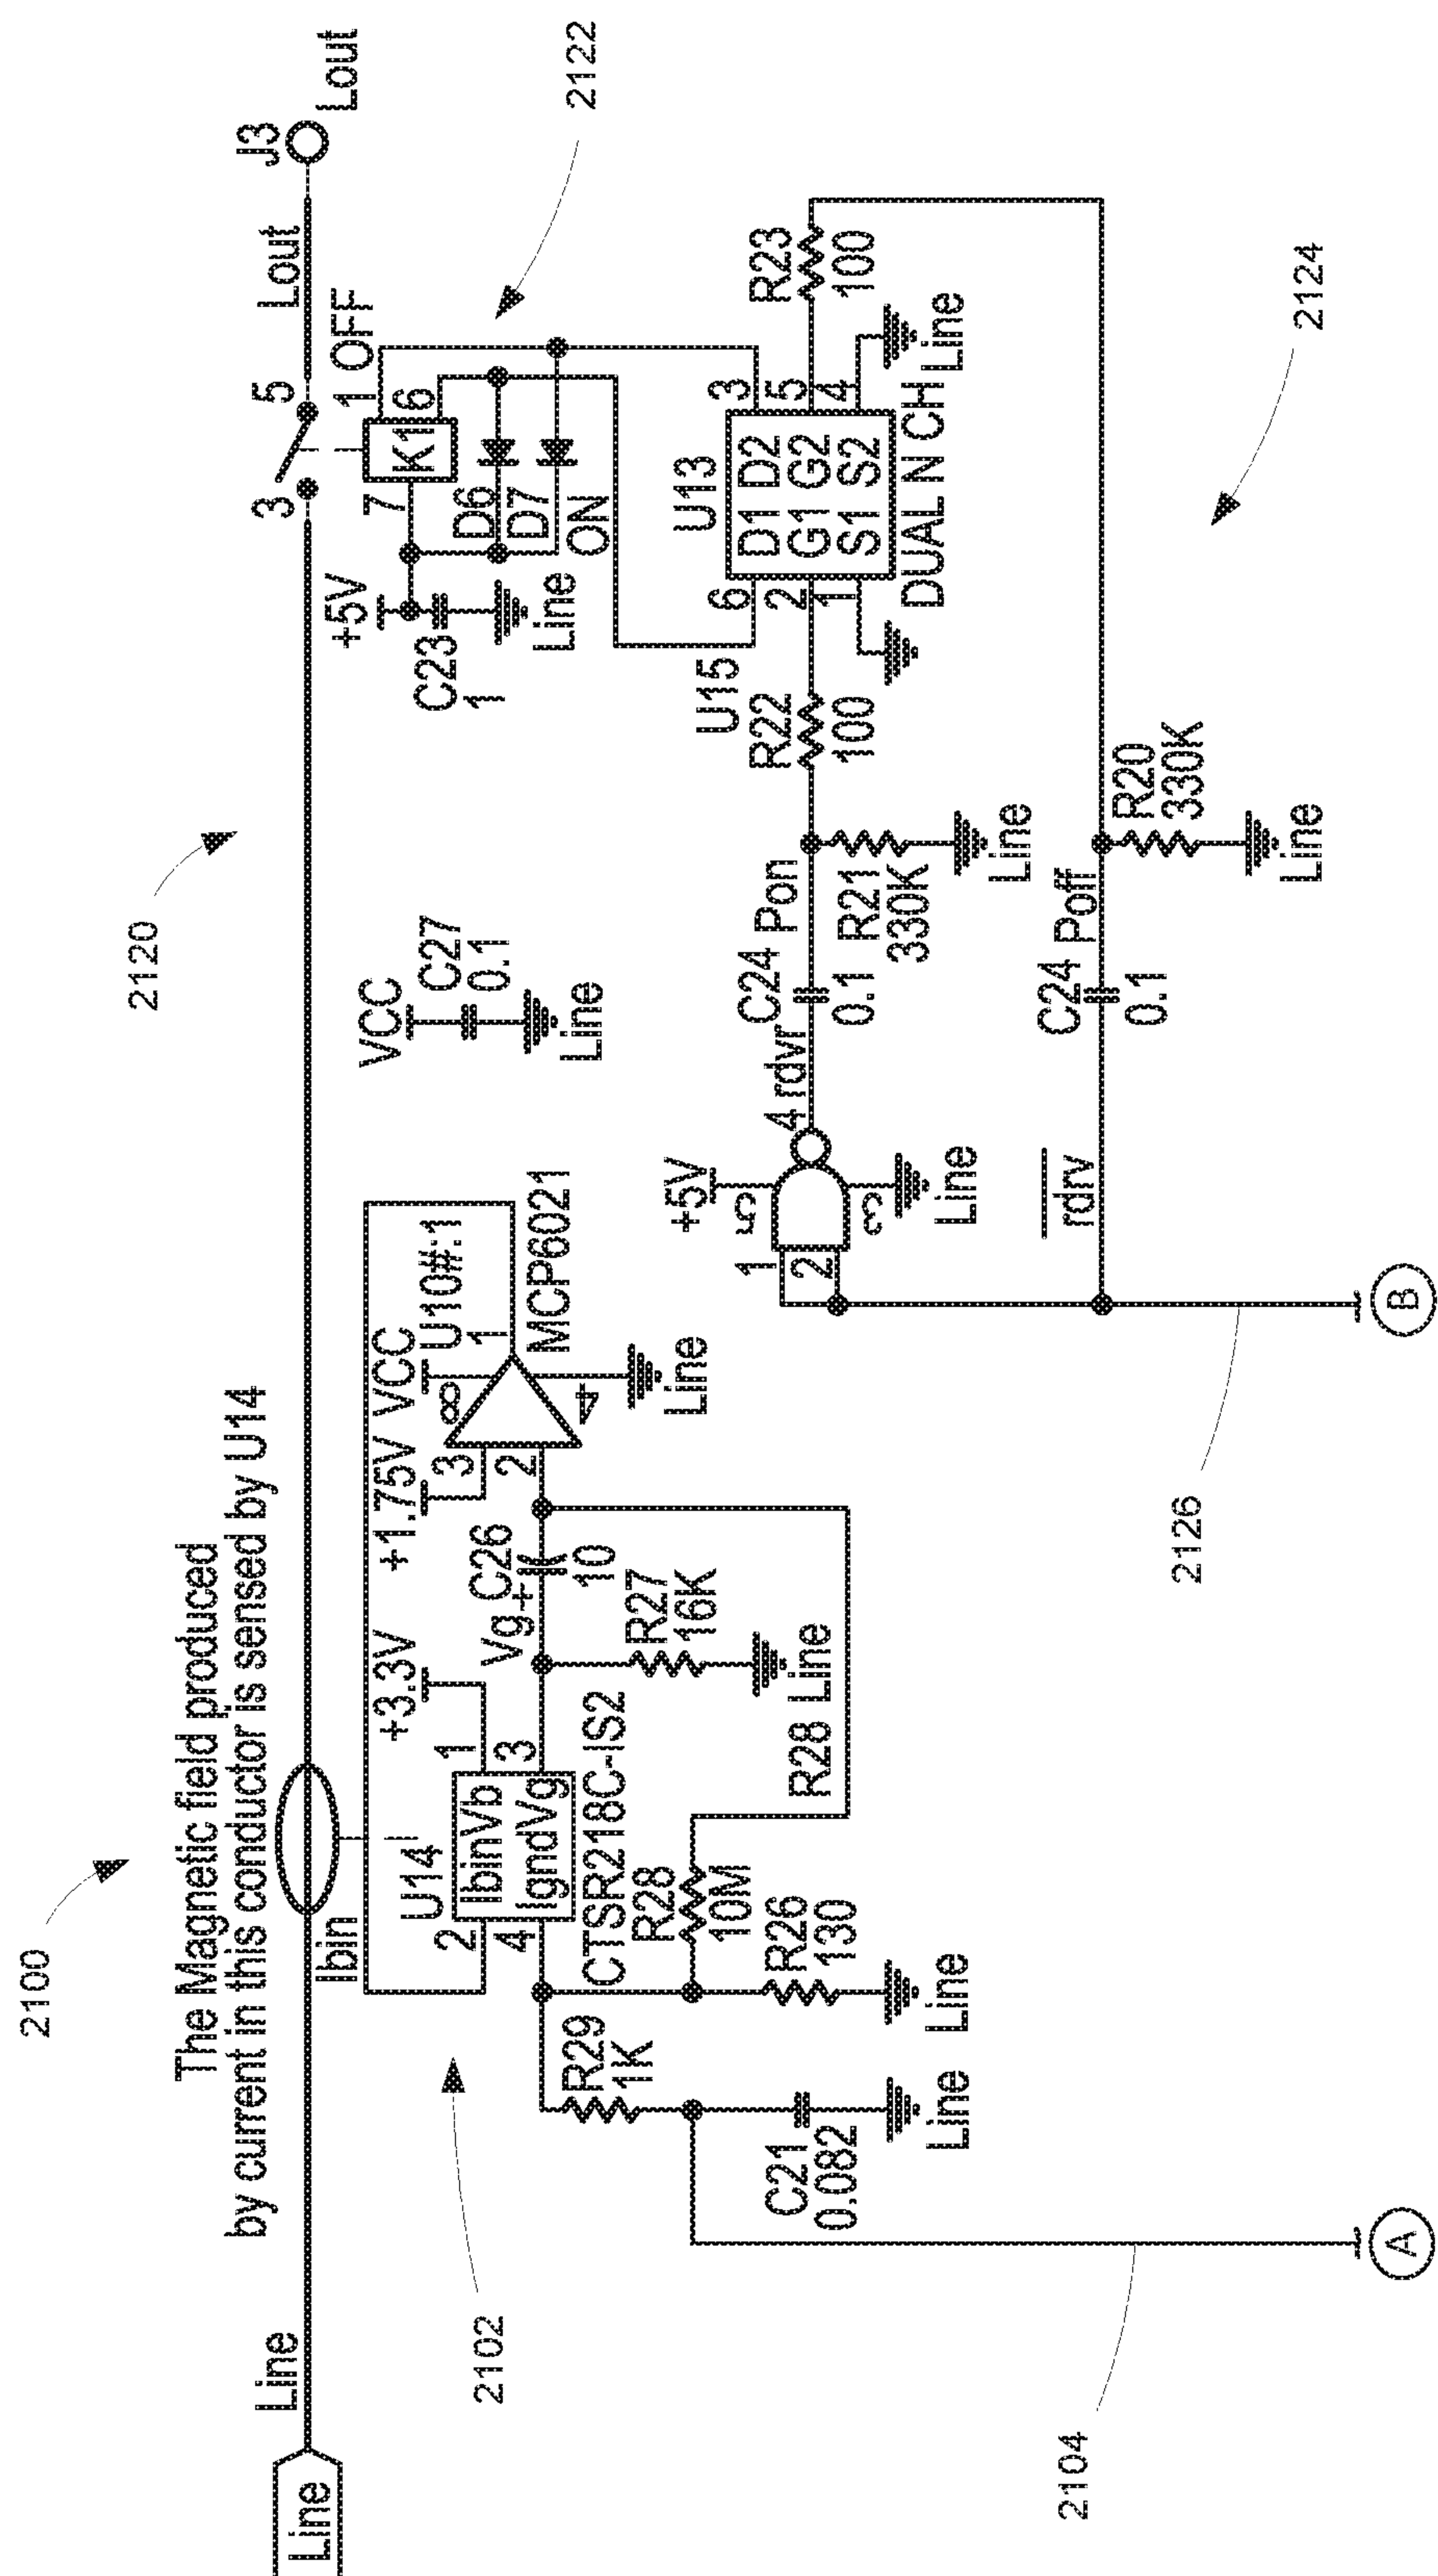 2100
The Magnetic field produced
by current in this conductor is sensed by U14
2120
Line
Line
Ibin
3
5
Lout
J3
Lout
2102
U14
2
IbinVb
1
4
IgndVg
3
CTSR218C-IS2
+3.3V
Vg
+
C26
10
+1.75V
VCC
3
8
2
4
U10#:1
1
MCP6021
Line
R27
16K
Line
R28
R28
10M
R26
130
Line
R29
1K
C21
0.082
Line
2104
A
VCC
C27
0.1
Line
+5V
C23
1
Line
7
K1
1
OFF
6
D6
D7
ON
2122
U15
U13
6
D1 D2
3
2
G1 G2
5
1
S1 S2
4
DUAL N CH
Line
R22
100
R23
100
+5V
1
5
2
3
4
rdvr
Line
C24
0.1
Pon
R21
330K
Line
rdrv
C24
0.1
Poff
R20
330K
Line
2124
2126
B